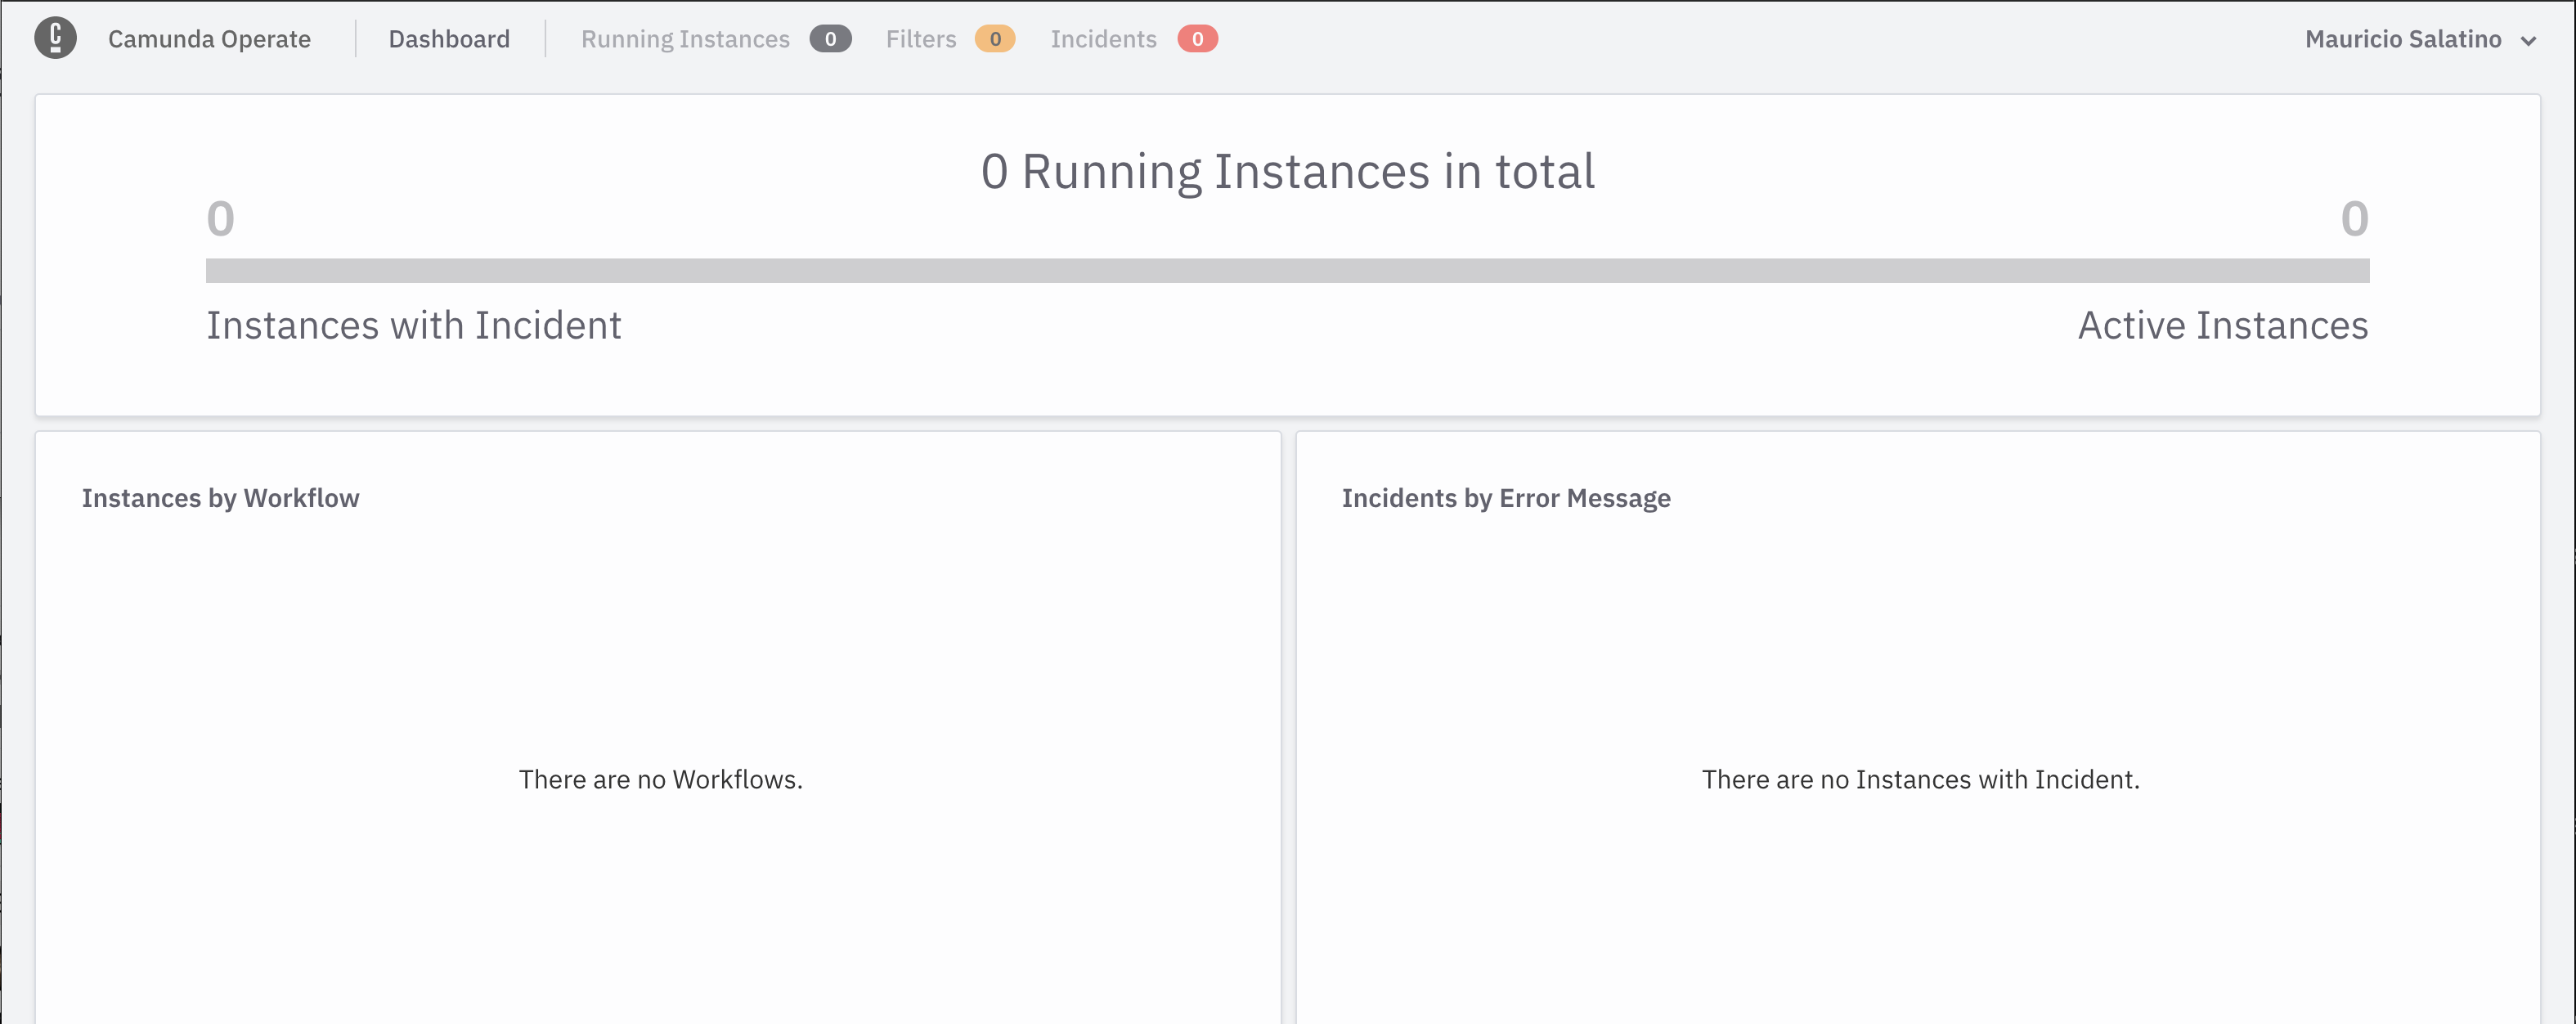 Camunda Operate Dashboard Running Instances 0 Filters 0 Incidents 0 Mauricio Salatino
0 Running Instances in total
0 0
Instances with Incident Active Instances
Instances by Workflow
There are no Workflows.
Incidents by Error Message
There are no Instances with Incident.